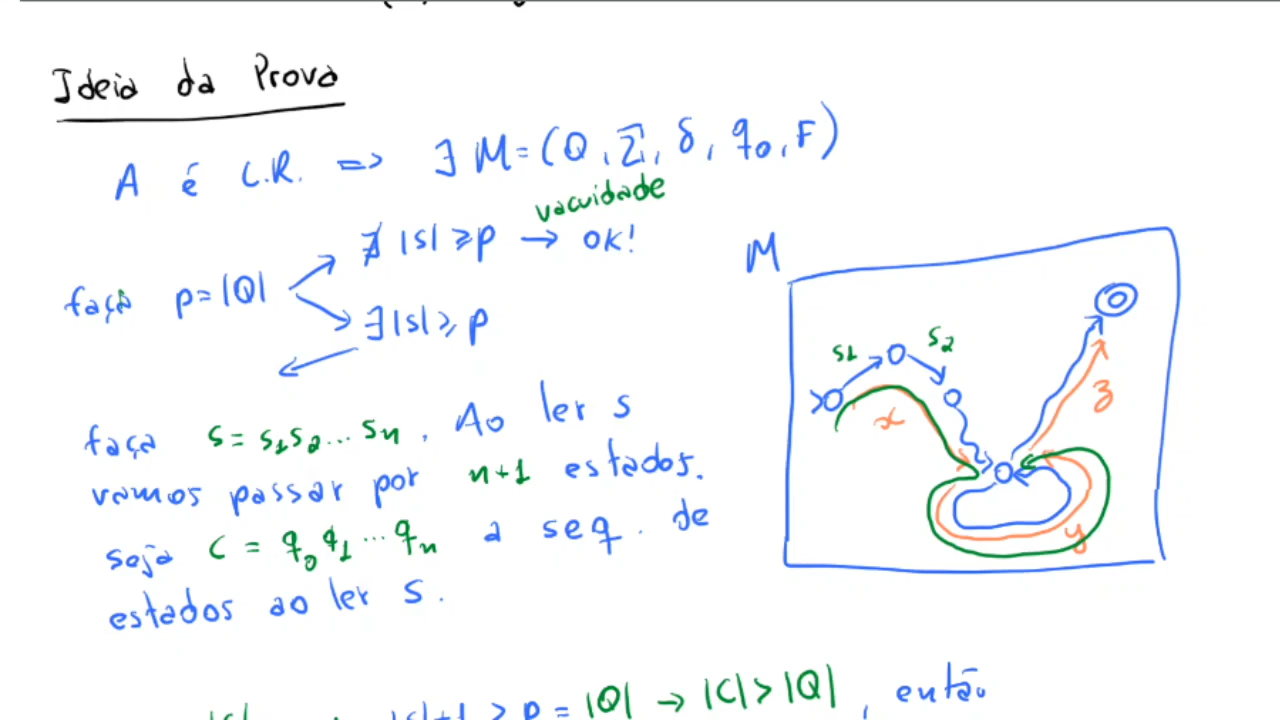 Ideia da Prova
A é L.R. => ∃ M=(Q, Σ, δ, q₀, F)
vacuidade
∄ |s| ≥ p → OK!
faça p=|Q|
∃ |s| ≥ p
faça s = s₁s₂...sₙ. Ao ler s
vamos passar por n+1 estados.
seja C = q₀q₁...qₙ a seq. de
estados ao ler s.
|s|+1 > p = |Q| → |C| > |Q|, então
M
s₁
s₂
x
z
y